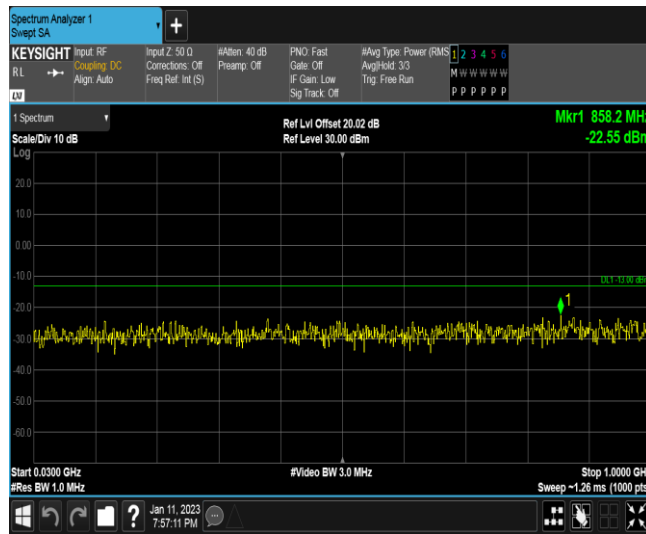 Spectrum Analyzer 1
Swept SA
+
KEYSIGHT
RL
LXI
Input: RF
Coupling: DC
Align: Auto
Input Z: 50 Ω
Corrections: Off
Freq Ref: Int (S)
#Atten: 40 dB
Preamp: Off
PNO: Fast
Gate: Off
IF Gain: Low
Sig Track: Off
#Avg Type: Power (RMS
Avg|Hold: 3/3
Trig: Free Run
1 2 3 4 5 6
M W W W W W
P P P P P P
1 Spectrum
Scale/Div 10 dB
Log
Ref Lvl Offset 20.02 dB
Ref Level 30.00 dBm
Mkr1 858.2 MHz
-22.55 dBm
20.0
10.0
0.00
-10.0
DL1 -13.00 dBm
1
-20.0
-30.0
-40.0
-50.0
-60.0
Start 0.0300 GHz
#Res BW 1.0 MHz
#Video BW 3.0 MHz
Stop 1.0000 GH
Sweep ~1.26 ms (1000 pts
?
Jan 11, 2023
7:57:11 PM